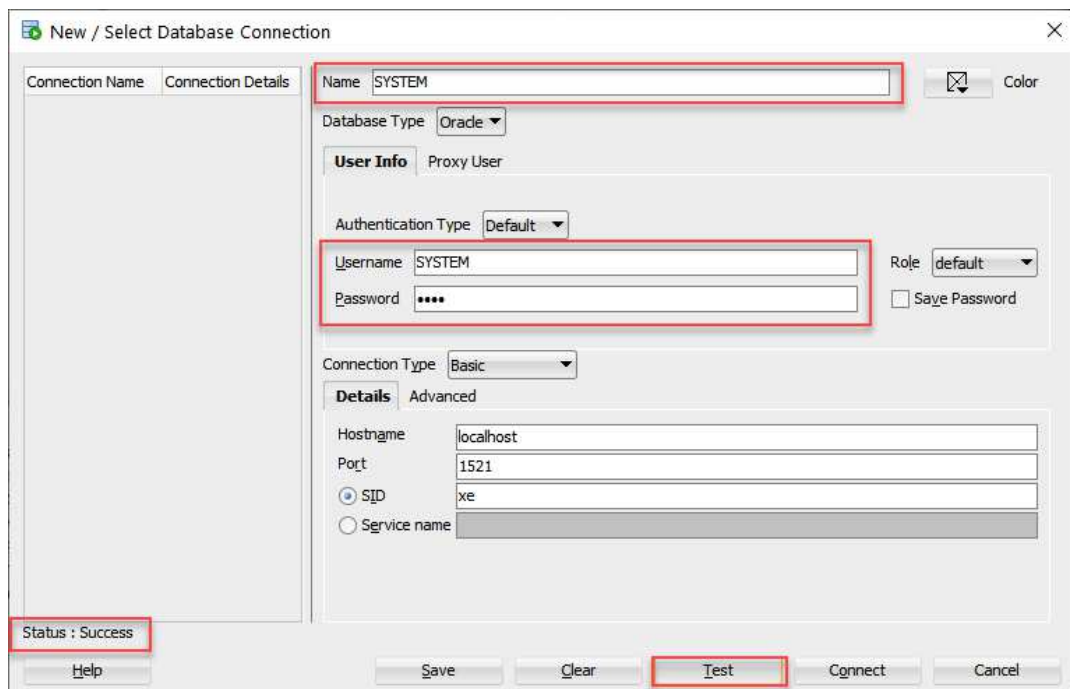 New / Select Database Connection
Connection Name Connection Details
Name SYSTEM
Color
Database Type Oracle
User Info Proxy User
Authentication Type Default
Username SYSTEM
Role default
Password ••••
Save Password
Connection Type Basic
Details Advanced
Hostname localhost
Port 1521
SID xe
Service name
Status : Success
Help Save Clear Test Connect Cancel